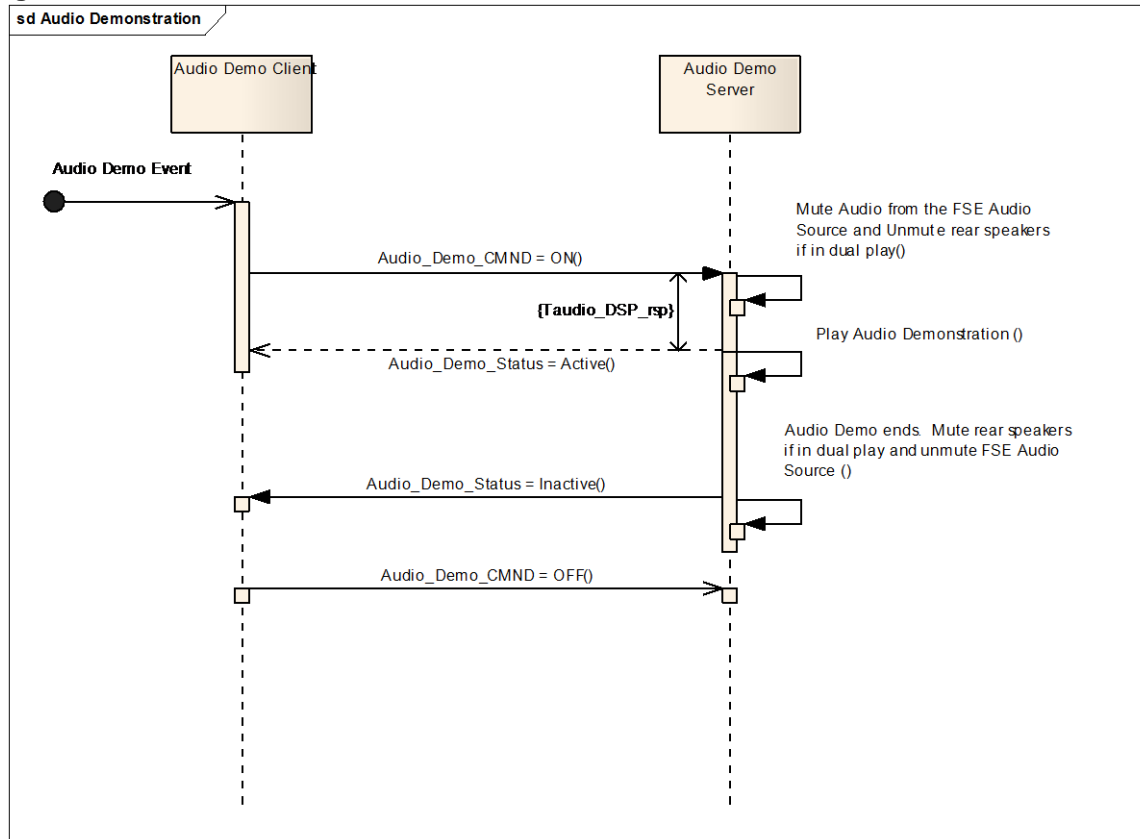 sd Audio Demonstration
Audio Demo Client
Audio Demo
Server
Audio Demo Event
Mute Audio from the FSE Audio
Source and Unmute rear speakers
if in dual play()
Audio_Demo_CMND = ON()
{Taudio_DSP_rsp}
Play Audio Demonstration ()
Audio_Demo_Status = Active()
Audio Demo ends. Mute rear speakers
if in dual play and unmute FSE Audio
Source ()
Audio_Demo_Status = Inactive()
Audio_Demo_CMND = OFF()